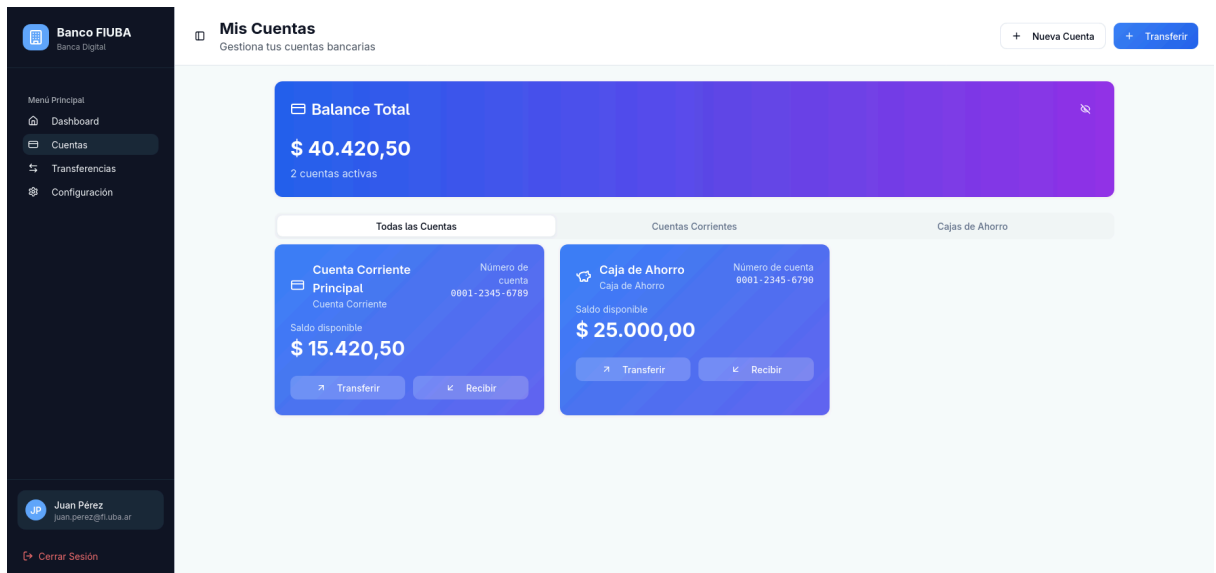 Banco FIUBA
Banca Digital
Menú Principal
Dashboard
Cuentas
Transferencias
Configuración
JP
Juan Pérez
juan.perez@fi.uba.ar
Cerrar Sesión
Mis Cuentas
Gestiona tus cuentas bancarias
Nueva Cuenta
Transferir
Balance Total
$ 40.420,50
2 cuentas activas
Todas las Cuentas
Cuentas Corrientes
Cajas de Ahorro
Cuenta Corriente
Principal
Cuenta Corriente
Número de
cuenta
0001-2345-6789
Saldo disponible
$ 15.420,50
Transferir
Recibir
Caja de Ahorro
Caja de Ahorro
Número de cuenta
0001-2345-6790
Saldo disponible
$ 25.000,00
Transferir
Recibir